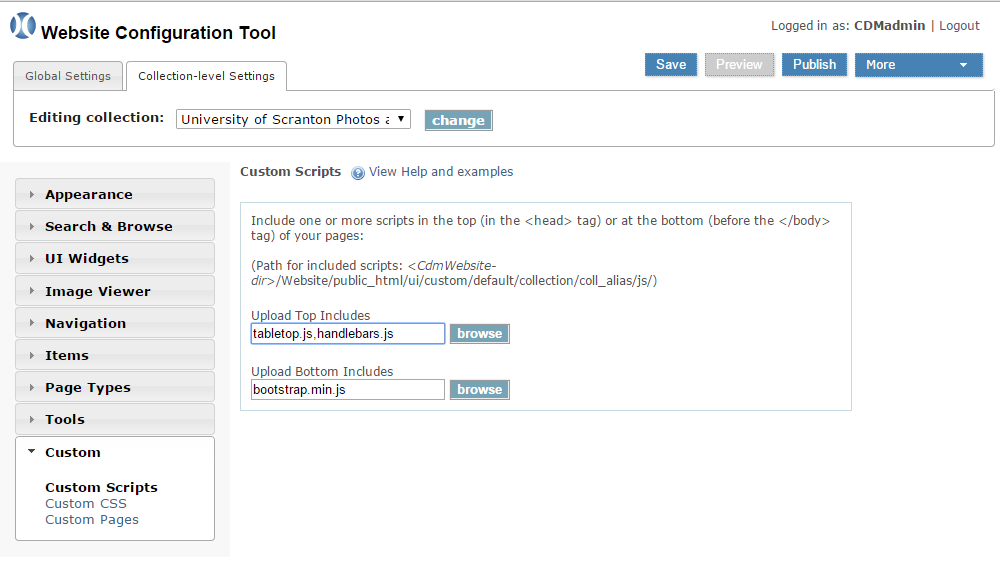 Website Configuration Tool
Logged in as: CDMadmin | Logout
Global Settings
Collection-level Settings
Save
Preview
Publish
More
Editing collection:
University of Scranton Photos a
change
Custom Scripts
View Help and examples
Appearance
Search & Browse
UI Widgets
Image Viewer
Navigation
Items
Page Types
Tools
Custom
Custom Scripts
Custom CSS
Custom Pages
Include one or more scripts in the top (in the <head> tag) or at the bottom (before the </body>
tag) of your pages:
(Path for included scripts: <CdmWebsite-
dir>/Website/public_html/ui/custom/default/collection/coll_alias/js/)
Upload Top Includes
tabletop.js,handlebars.js
browse
Upload Bottom Includes
bootstrap.min.js
browse